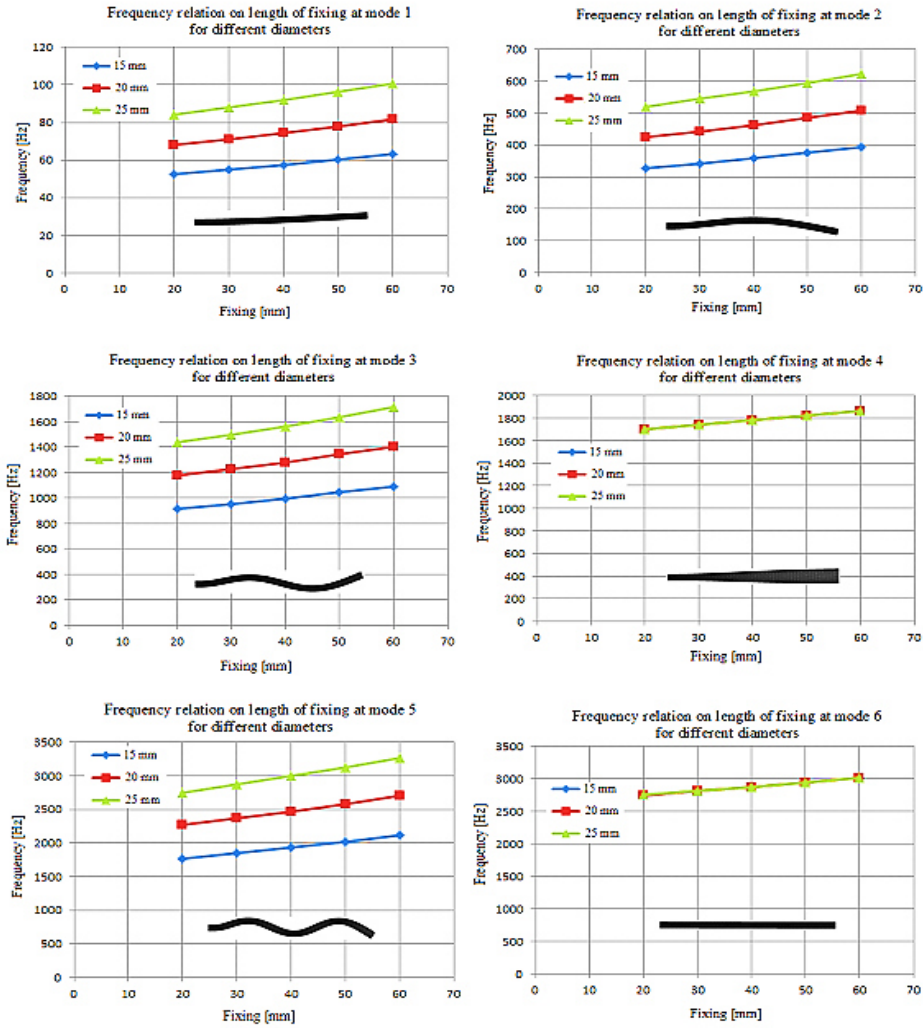 Frequency relation on length of fixing at mode 1
for different diameters
120
100
80
60
40
20
0
Frequency [Hz]
15 mm
20 mm
25 mm
0 10 20 30 40 50 60 70
Fixing [mm]
Frequency relation on length of fixing at mode 2
for different diameters
700
600
500
400
300
200
100
0
Frequency [Hz]
15 mm
20 mm
25 mm
0 10 20 30 40 50 60 70
Fixing [mm]
Frequency relation on length of fixing at mode 3
for different diameters
1800
1600
1400
1200
1000
800
600
400
200
0
Frequency [Hz]
15 mm
20 mm
25 mm
0 10 20 30 40 50 60 70
Fixing [mm]
Frequency relation on length of fixing at mode 4
for different diameters
2000
1800
1600
1400
1200
1000
800
600
400
200
0
Frequency [Hz]
15 mm
20 mm
25 mm
0 10 20 30 40 50 60 70
Fixing [mm]
Frequency relation on length of fixing at mode 5
for different diameters
3500
3000
2500
2000
1500
1000
500
0
Frequency [Hz]
15 mm
20 mm
25 mm
0 10 20 30 40 50 60 70
Fixing [mm]
Frequency relation on length of fixing at mode 6
for different diameters
3500
3000
2500
2000
1500
1000
500
0
Frequency [Hz]
15 mm
20 mm
25 mm
0 10 20 30 40 50 60 70
Fixing [mm]